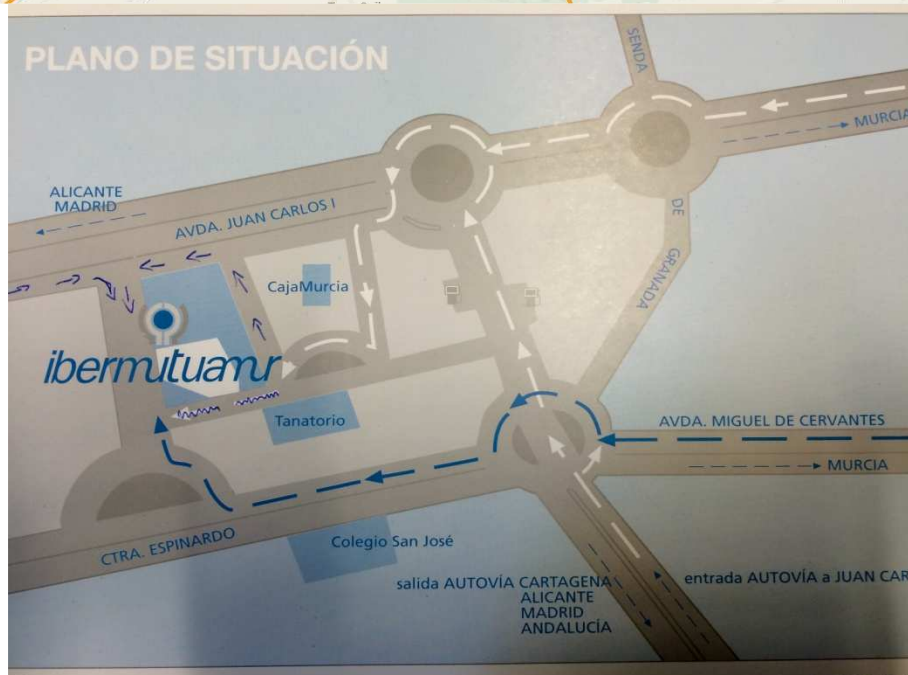 PLANO DE SITUACIÓN
SENDA
MURCIA
ALICANTE
MADRID
AVDA. JUAN CARLOS I
DE
GRANADA
CajaMurcia
ibermutuamur
Tanatorio
AVDA. MIGUEL DE CERVANTES
MURCIA
CTRA. ESPINARDO
Colegio San José
salida AUTOVÍA CARTAGENA
ALICANTE
MADRID
ANDALUCÍA
entrada AUTOVÍA a JUAN CAR